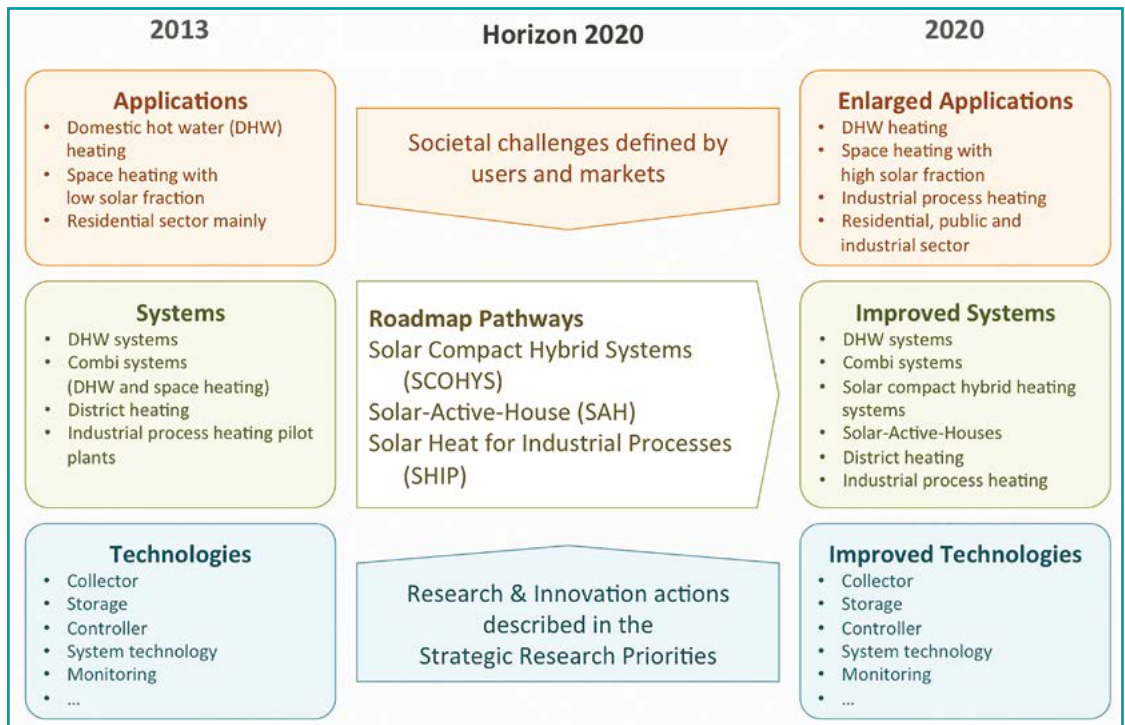 2013
Horizon 2020
2020
Applications
• Domestic hot water (DHW)
heating
• Space heating with
low solar fraction
• Residential sector mainly
Societal challenges defined by
users and markets
Enlarged Applications
• DHW heating
• Space heating with
high solar fraction
• Industrial process heating
• Residential, public and
industrial sector
Systems
• DHW systems
• Combi systems
(DHW and space heating)
• District heating
• Industrial process heating pilot
plants
Roadmap Pathways
Solar Compact Hybrid Systems
(SCOHYS)
Solar-Active-House (SAH)
Solar Heat for Industrial Processes
(SHIP)
Improved Systems
• DHW systems
• Combi systems
• Solar compact hybrid heating
systems
• Solar-Active-Houses
• District heating
• Industrial process heating
Technologies
• Collector
• Storage
• Controller
• System technology
• Monitoring
• ...
Research & Innovation actions
described in the
Strategic Research Priorities
Improved Technologies
• Collector
• Storage
• Controller
• System technology
• Monitoring
• ...